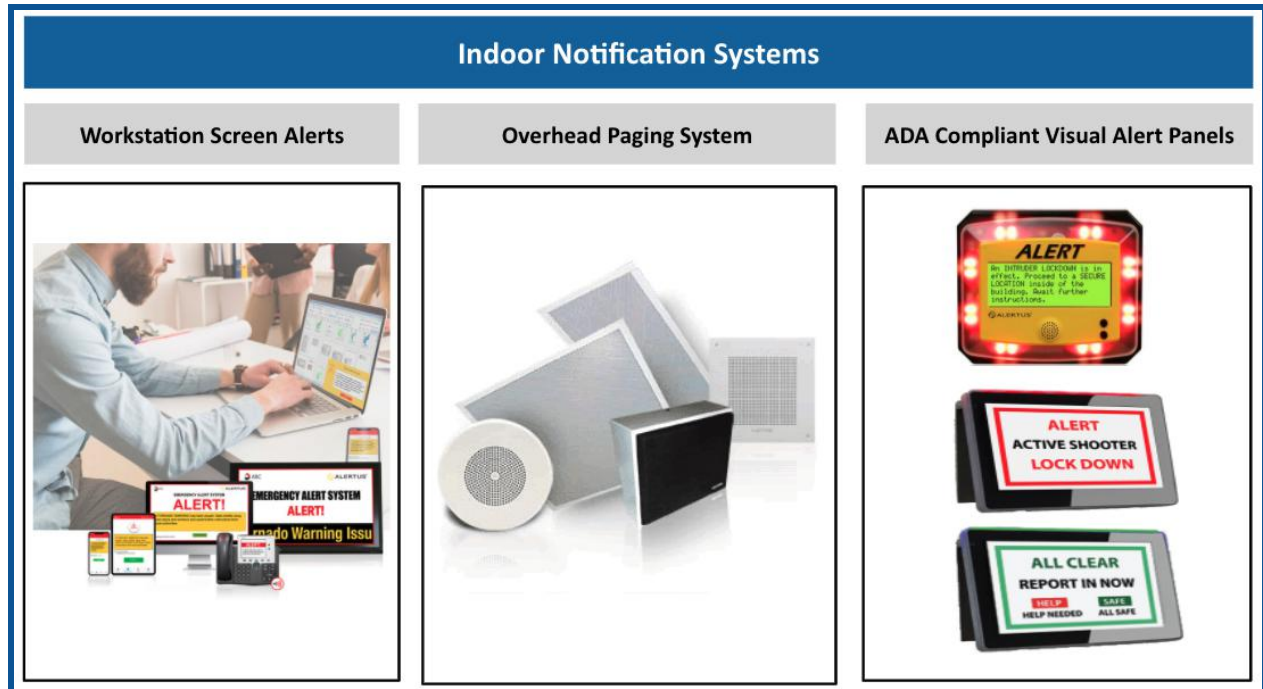 Indoor Notification Systems
Workstation Screen Alerts
Overhead Paging System
ADA Compliant Visual Alert Panels
ALERTUS
EMERGENCY ALERT SYSTEM
ALERT!
rnado Warning Issu
EMERGENCY ALERT SYSTEM
ALERT!
ALERT
An INTRUDER LOCKDOWN is in
effect. Proceed to a SECURE
LOCATION inside of the
building. Await further
instructions.
ALERTUS
ALERT
ACTIVE SHOOTER
LOCK DOWN
ALL CLEAR
REPORT IN NOW
HELP SAFE
HELP NEEDED ALL SAFE